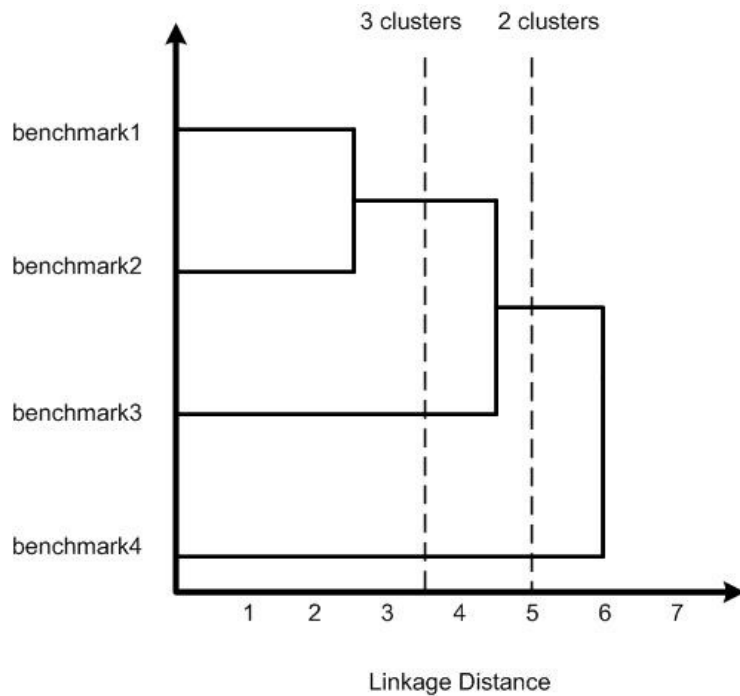 3 clusters 2 clusters
benchmark1
benchmark2
benchmark3
benchmark4
1 2 3 4 5 6 7
Linkage Distance